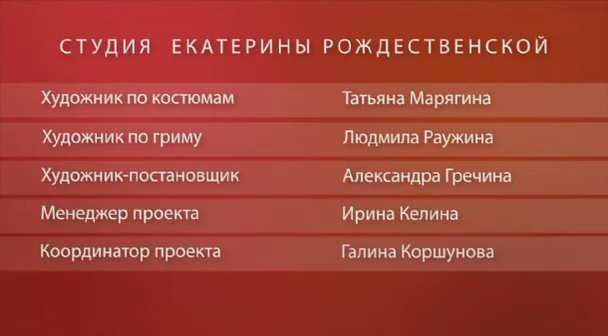 СТУДИЯ ЕКАТЕРИНЫ РОЖДЕСТВЕНСКОЙ
Художник по костюмам Татьяна Марягина
Художник по гриму Людмила Раужина
Художник-постановщик Александра Гречина
Менеджер проекта Ирина Келина
Координатор проекта Галина Коршунова